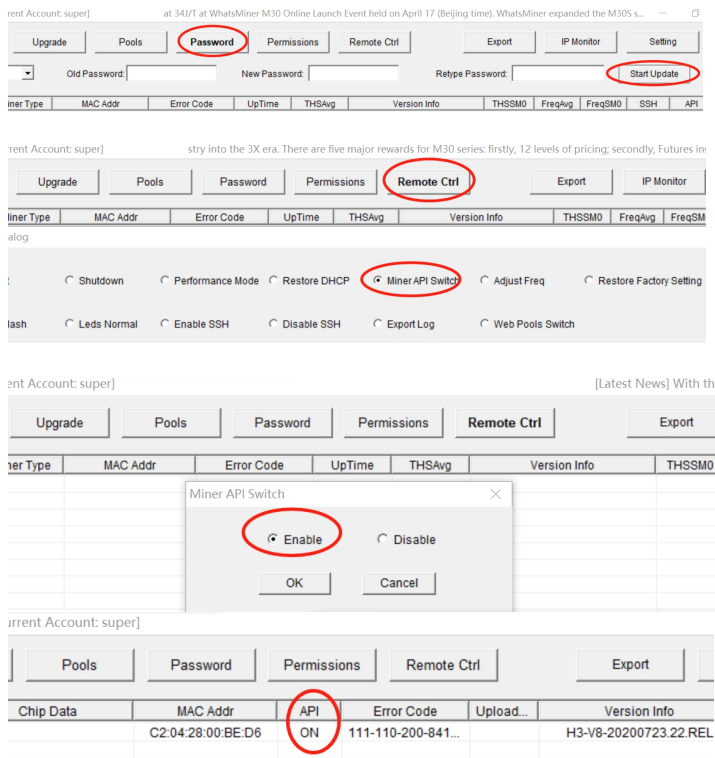 rent Account: super] at 34J/T at WhatsMiner M30 Online Launch Event held on April 17 (Beijing time). WhatsMiner expanded the M30S s...
Upgrade Pools Password Permissions Remote Ctrl Export IP Monitor Setting
Old Password: New Password: Retype Password: Start Update
iner Type MAC Addr Error Code UpTime THSAvg Version Info THSSM0 FreqAvg FreqSM0 SSH API
rrent Account: super] stry into the 3X era. There are five major rewards for M30 series: firstly, 12 levels of pricing; secondly, Futures ins
Upgrade Pools Password Permissions Remote Ctrl Export IP Monitor
Miner Type MAC Addr Error Code UpTime THSAvg Version Info THSSM0 FreqAvg FreqSM
alog
Shutdown Performance Mode Restore DHCP Miner API Switch Adjust Freq Restore Factory Setting
lash Leds Normal Enable SSH Disable SSH Export Log Web Pools Switch
ent Account: super] [Latest News] With th
Upgrade Pools Password Permissions Remote Ctrl Export
ner Type MAC Addr Error Code UpTime THSAvg Version Info THSSM0
Miner API Switch
Enable Disable
OK Cancel
urrent Account: super]
Pools Password Permissions Remote Ctrl Export
Chip Data MAC Addr API Error Code Upload... Version Info
C2:04:28:00:BE:D6 ON 111-110-200-841... H3-V8-20200723.22.REL